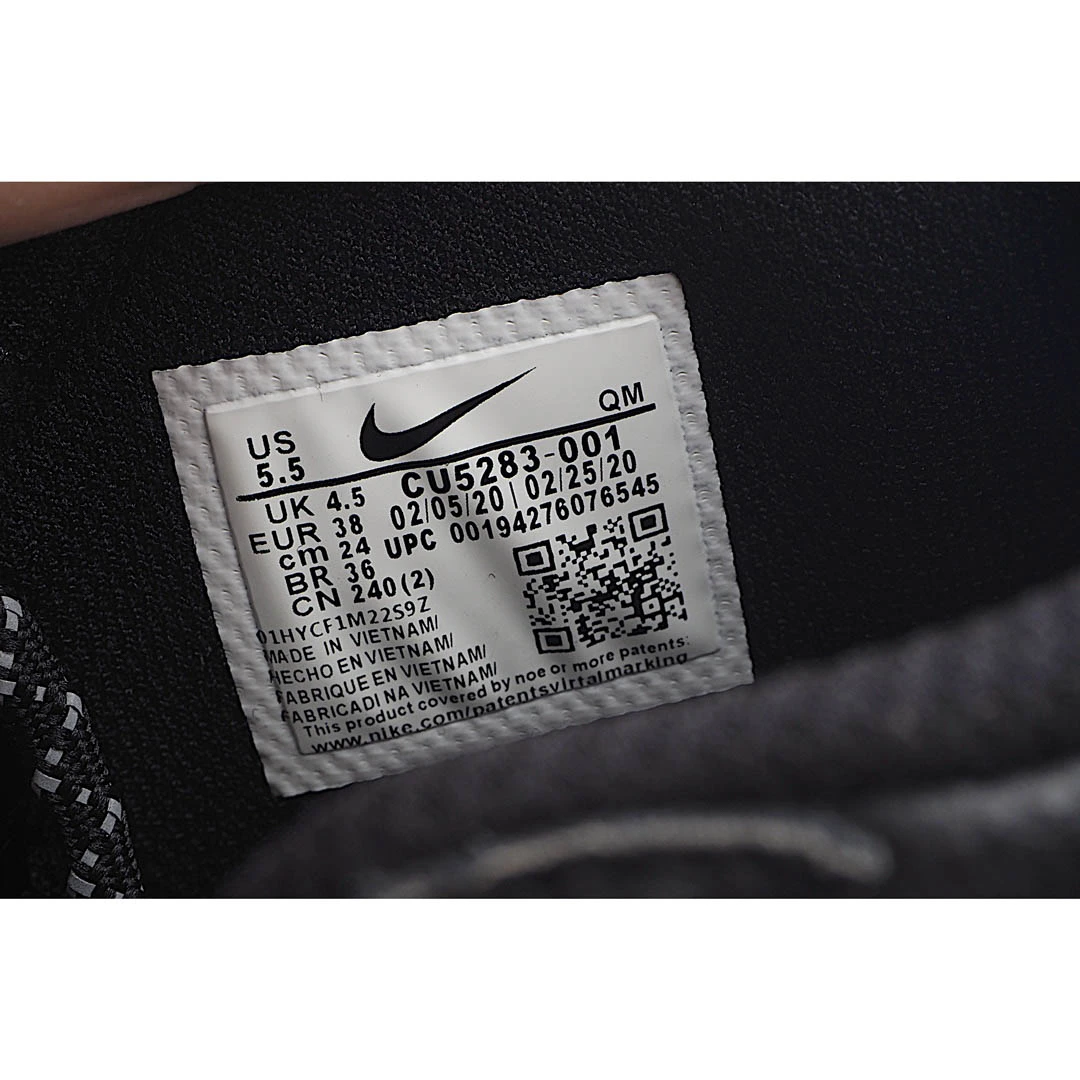 QM
US
5.5
UK 4.5
EUR 38
cm 24
BR 36
CN 240(2)
CU5283-001
02/05/20 | 02/25/20
UPC 00194276076545
01HYCF1M22S9Z
MADE IN VIETNAM/
HECHO EN VIETNAM/
FABRIQUE EN VIETNAM/
FABRICADI NA VIETNAM/
This product covered by noe or more patents:
www.nike.com/patentsvlrtalmarking